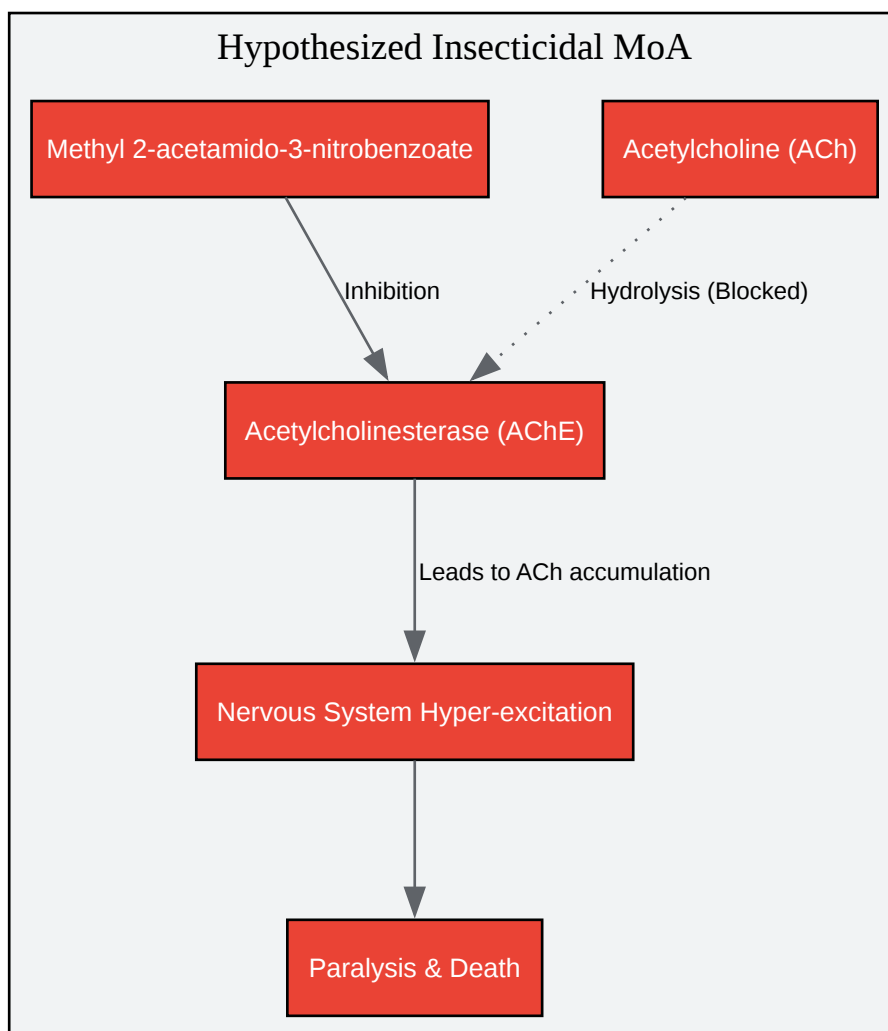 Hypothesized Insecticidal MoA
Methyl 2-acetamido-3-nitrobenzoate
Acetylcholine (ACh)
Inhibition
Hydrolysis (Blocked)
Acetylcholinesterase (AChE)
Leads to ACh accumulation
Nervous System Hyper-excitation
Paralysis & Death